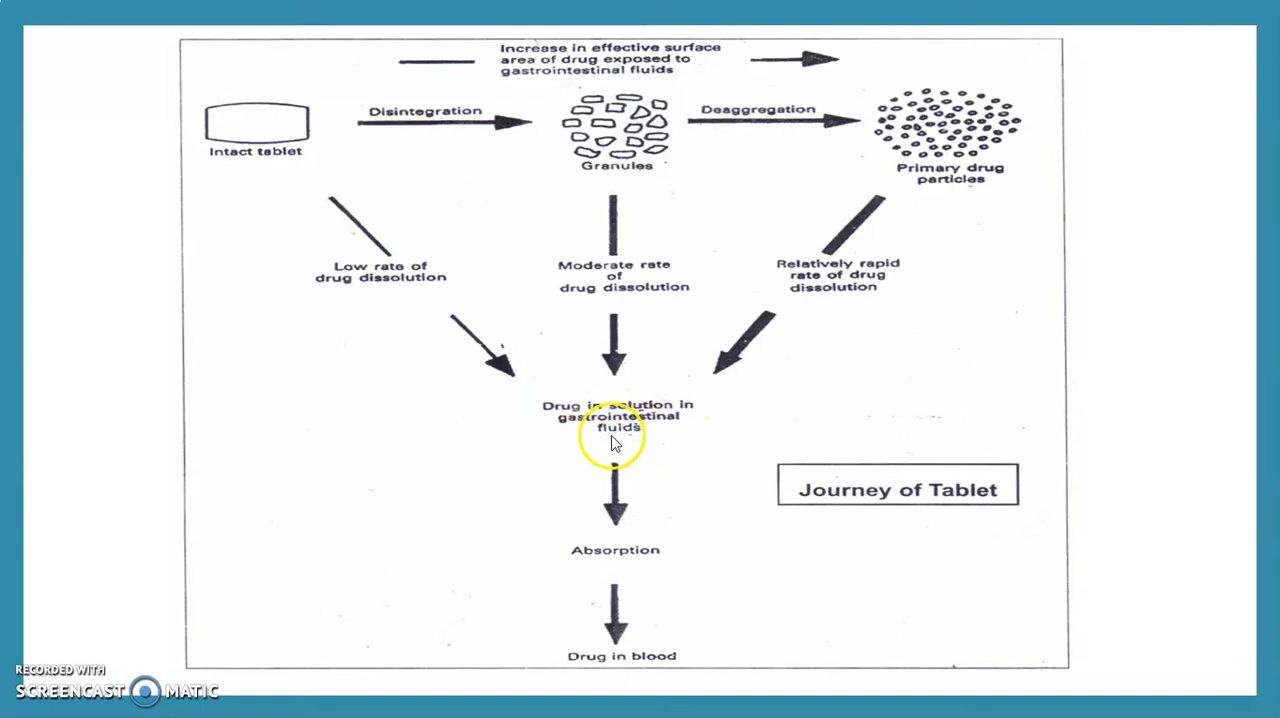 Increase in effective surface
area of drug exposed to
gastrointestinal fluids
Disintegration
Deaggregation
Intact tablet
Granules
Primary drug
particles
Low rate of
drug dissolution
Moderate rate
of
drug dissolution
Relatively rapid
rate of drug
dissolution
Drug in solution in
gastrointestinal
fluids
Journey of Tablet
Absorption
Drug in blood
RECORDED WITH
SCREENCAST MATIC